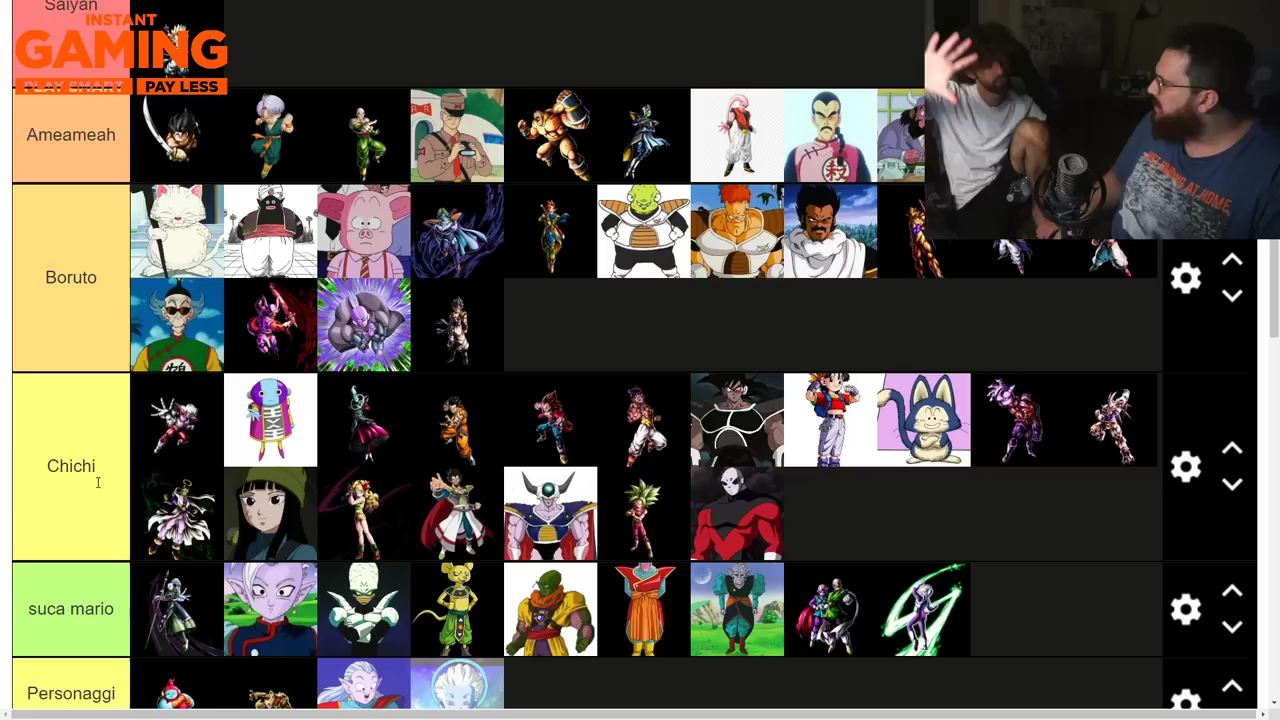 Saiyan
INSTANT
GAMING
PLAY SMART
PAY LESS
Ameameah
Boruto
Chichi
suca mario
Personaggi